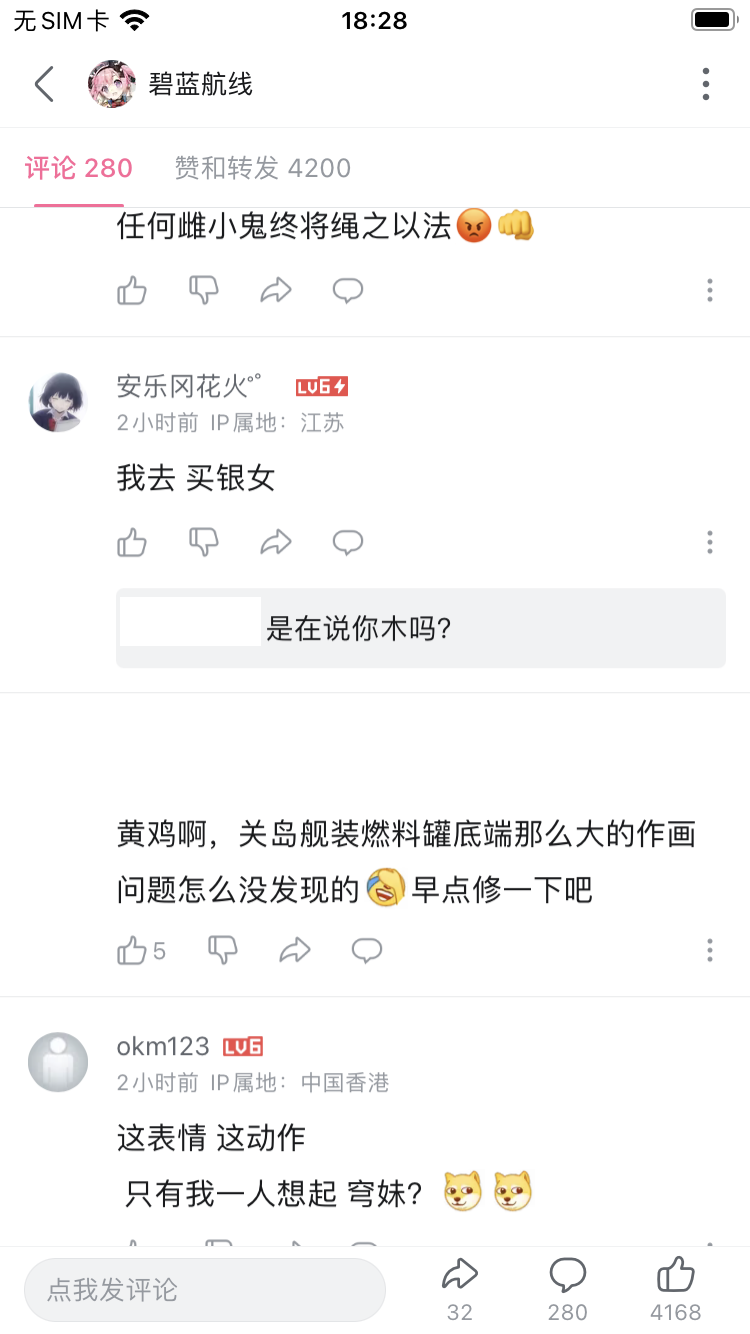 无SIM卡
18:28
碧蓝航线
评论 280
赞和转发 4200
任何雌小鬼终将绳之以法😡👊
安乐冈花火°˚ LV6
2小时前 IP属地：江苏
我去 买银女
是在说你木吗?
黄鸡啊，关岛舰装燃料罐底端那么大的作画
问题怎么没发现的 早点修一下吧
5
okm123 LV6
2小时前 IP属地：中国香港
这表情 这动作
只有我一人想起 穹妹?
点我发评论
32
280
4168